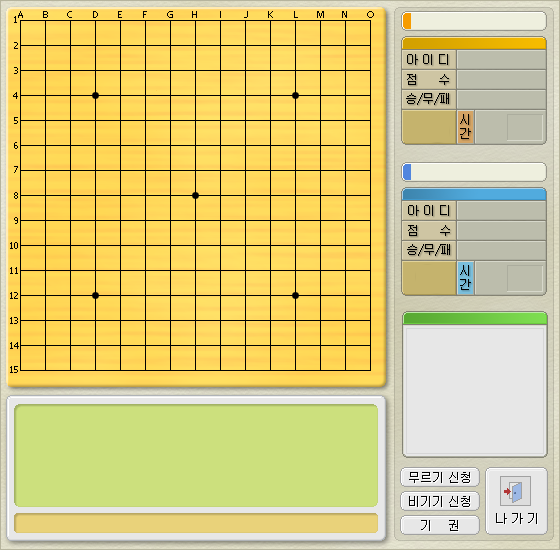 A B C D E F G H I J K L M N O
1
2
3
4
5
6
7
8
9
10
11
12
13
14
15
아 이 디
점 수
승/무/패
시간
아 이 디
점 수
승/무/패
시간
무르기 신청
비기기 신청
기 권
나 가 기